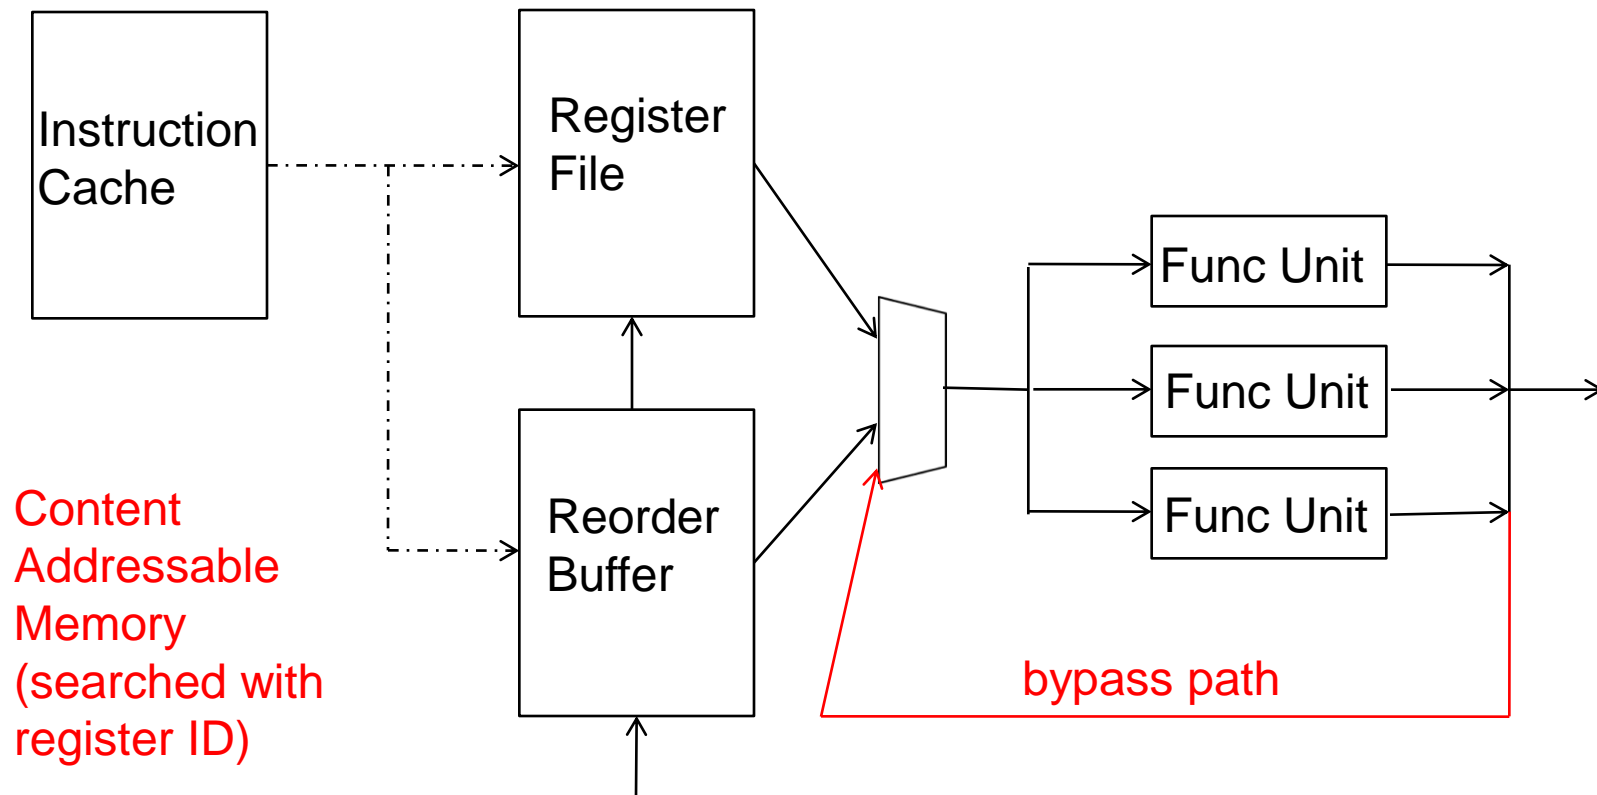 Instruction
Cache
Register
File
Func Unit
Func Unit
Func Unit
Reorder
Buffer
Content
Addressable
Memory
(searched with
register ID)
bypass path